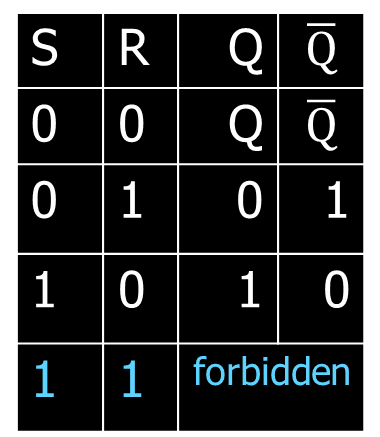 S R Q Q̅
0 0 Q Q̅
0 1 0 1
1 0 1 0
1 1 forbidden